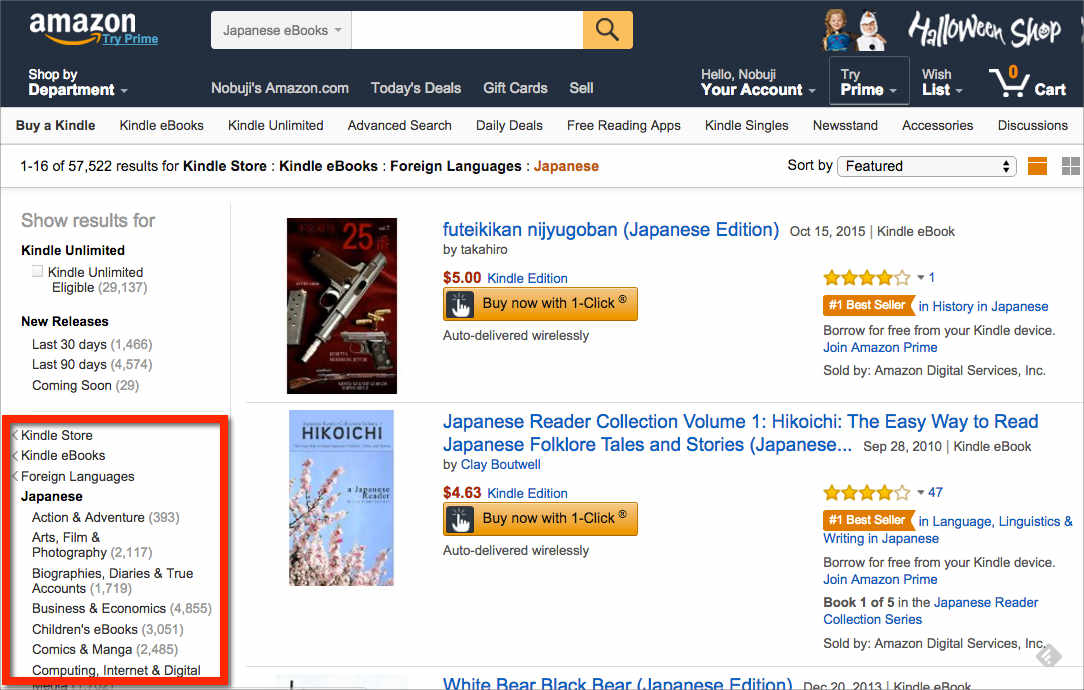 amazon
Try Prime
Japanese eBooks
Halloween Shop
Shop by
Department
Nobuji's Amazon.com
Today's Deals
Gift Cards
Sell
Hello, Nobuji
Your Account
Try
Prime
Wish
List
0
Cart
Buy a Kindle
Kindle eBooks
Kindle Unlimited
Advanced Search
Daily Deals
Free Reading Apps
Kindle Singles
Newsstand
Accessories
Discussions
1-16 of 57,522 results for Kindle Store : Kindle eBooks : Foreign Languages : Japanese
Sort by
Featured
Show results for
Kindle Unlimited
Kindle Unlimited
Eligible (29,137)
New Releases
Last 30 days (1,466)
Last 90 days (4,574)
Coming Soon (29)
Kindle Store
Kindle eBooks
Foreign Languages
Japanese
Action & Adventure (393)
Arts, Film &
Photography (2,117)
Biographies, Diaries & True
Accounts (1,719)
Business & Economics (4,855)
Children's eBooks (3,051)
Comics & Manga (2,485)
Computing, Internet & Digital
25
futeikikan nijyugoban (Japanese Edition) Oct 15, 2015 | Kindle eBook
by takahiro
$5.00 Kindle Edition
Buy now with 1-Click ®
Auto-delivered wirelessly
1
#1 Best Seller in History in Japanese
Borrow for free from your Kindle device.
Join Amazon Prime
Sold by: Amazon Digital Services, Inc.
HIKOICHI
a Japanese
Reader
Japanese Reader Collection Volume 1: Hikoichi: The Easy Way to Read
Japanese Folklore Tales and Stories (Japanese... Sep 28, 2010 | Kindle eBook
by Clay Boutwell
$4.63 Kindle Edition
Buy now with 1-Click ®
Auto-delivered wirelessly
47
#1 Best Seller in Language, Linguistics &
Writing in Japanese
Borrow for free from your Kindle device.
Join Amazon Prime
Book 1 of 5 in the Japanese Reader
Collection Series
Sold by: Amazon Digital Services, Inc.
White Bear Black Bear (Japanese Edition) Dec 20, 2013 | Kindle eBook